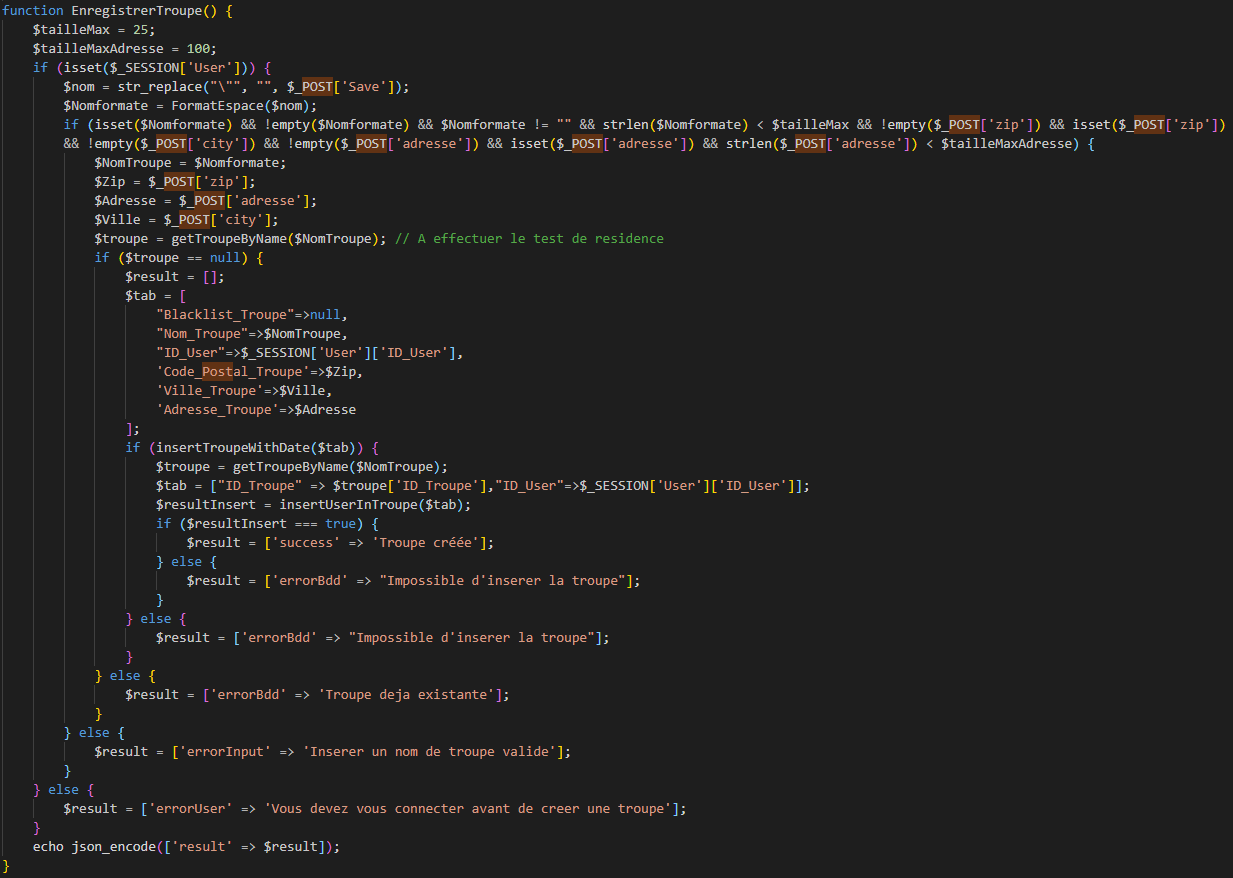 function EnregistrerTroupe() {
    $tailleMax = 25;
    $tailleMaxAdresse = 100;
    if (isset($_SESSION['User'])) {
        $nom = str_replace("\"", "", $_POST['Save']);
        $Nomformate = FormatEspace($nom);
        if (isset($Nomformate) && !empty($Nomformate) && $Nomformate != "" && strlen($Nomformate) < $tailleMax && !empty($_POST['zip']) && isset($_POST['zip'])
        && !empty($_POST['city']) && !empty($_POST['adresse']) && isset($_POST['adresse']) && strlen($_POST['adresse']) < $tailleMaxAdresse) {
            $NomTroupe = $Nomformate;
            $Zip = $_POST['zip'];
            $Adresse = $_POST['adresse'];
            $Ville = $_POST['city'];
            $troupe = getTroupeByName($NomTroupe); // A effectuer le test de residence
            if ($troupe == null) {
                $result = [];
                $tab = [
                    "Blacklist_Troupe"=>null,
                    "Nom_Troupe"=>$NomTroupe,
                    "ID_User"=>$_SESSION['User']['ID_User'],
                    'Code_Postal_Troupe'=>$Zip,
                    'Ville_Troupe'=>$Ville,
                    'Adresse_Troupe'=>$Adresse
                ];
                if (insertTroupeWithDate($tab)) {
                    $troupe = getTroupeByName($NomTroupe);
                    $tab = ["ID_Troupe" => $troupe['ID_Troupe'],"ID_User"=>$_SESSION['User']['ID_User']];
                    $resultInsert = insertUserInTroupe($tab);
                    if ($resultInsert === true) {
                        $result = ['success' => 'Troupe créée'];
                    } else {
                        $result = ['errorBdd' => "Impossible d'inserer la troupe"];
                    }
                } else {
                    $result = ['errorBdd' => "Impossible d'inserer la troupe"];
                }
            } else {
                $result = ['errorBdd' => 'Troupe deja existante'];
            }
        } else {
            $result = ['errorInput' => 'Inserer un nom de troupe valide'];
        }
    } else {
        $result = ['errorUser' => 'Vous devez vous connecter avant de creer une troupe'];
    }
    echo json_encode(['result' => $result]);
}